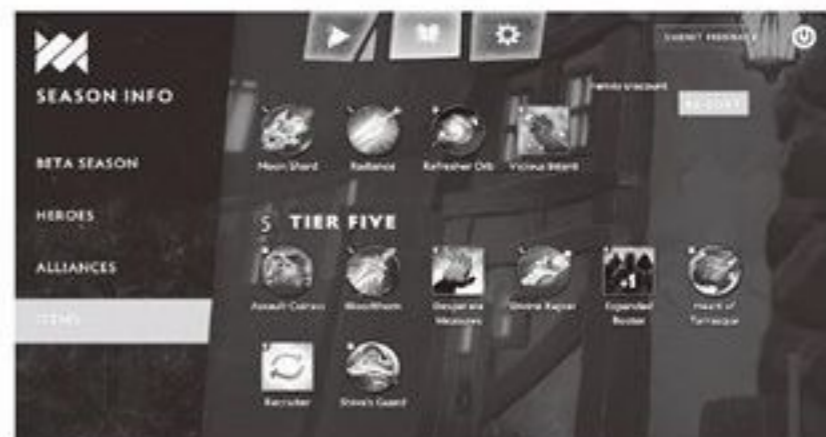 SUBMIT FEEDBACK
SEASON INFO
BETA SEASON
HEROES
ALLIANCES
ITEMS
Moon Shard
Radiance
Refresher Orb
Vicious Intent
5 TIER FIVE
Assault Cuirass
Bloodthorn
Desperate
Measures
Divine Rapier
+1
Expanded
Roster
Heart of
Tarrasque
Recruiter
Shiva's Guard